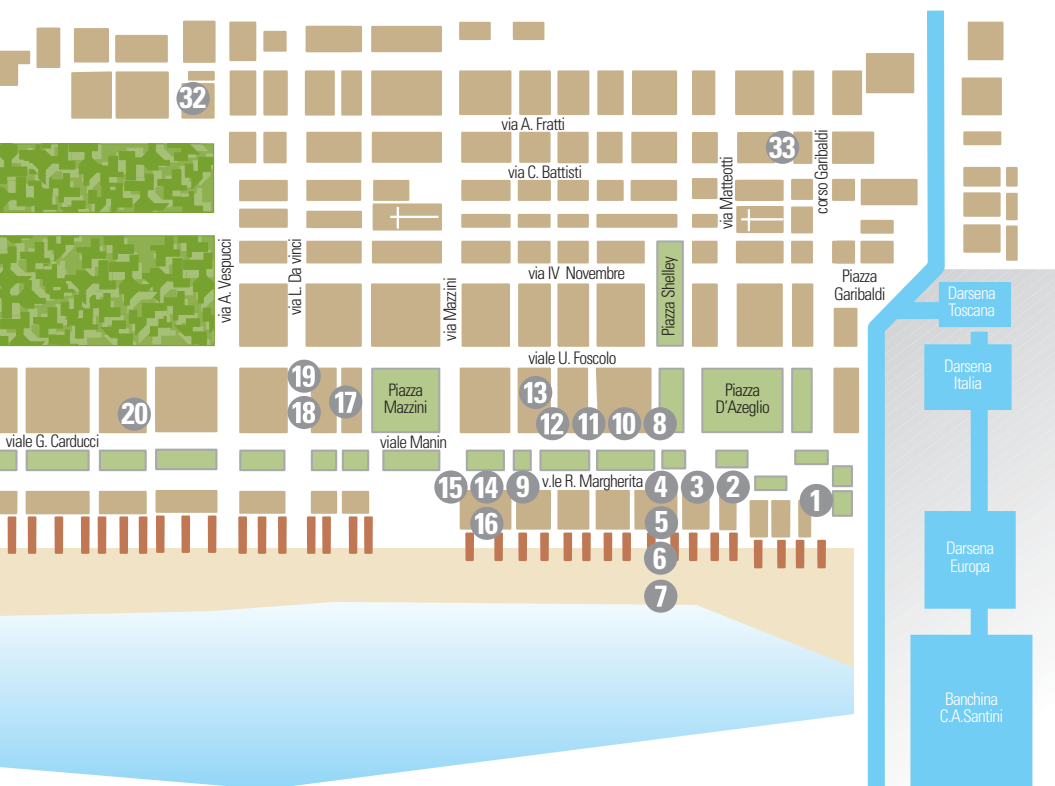 32
via A. Fratti
33
via C. Battisti
via Matteotti
corso Garibaldi
via A. Vespucci
via L. Da vinci
via Mazzini
via IV Novembre
Piazza Shelley
Piazza
Garibaldi
Darsena
Toscana
viale U. Foscolo
Darsena
Italia
19
18
17
20
Piazza
Mazzini
13
12
11
10
8
Piazza
D'Azeglio
viale G. Carducci
viale Manin
v.le R. Margherita
15
14
9
4
3
2
1
16
5
6
7
Darsena
Europa
Banchina
C.A.Santini